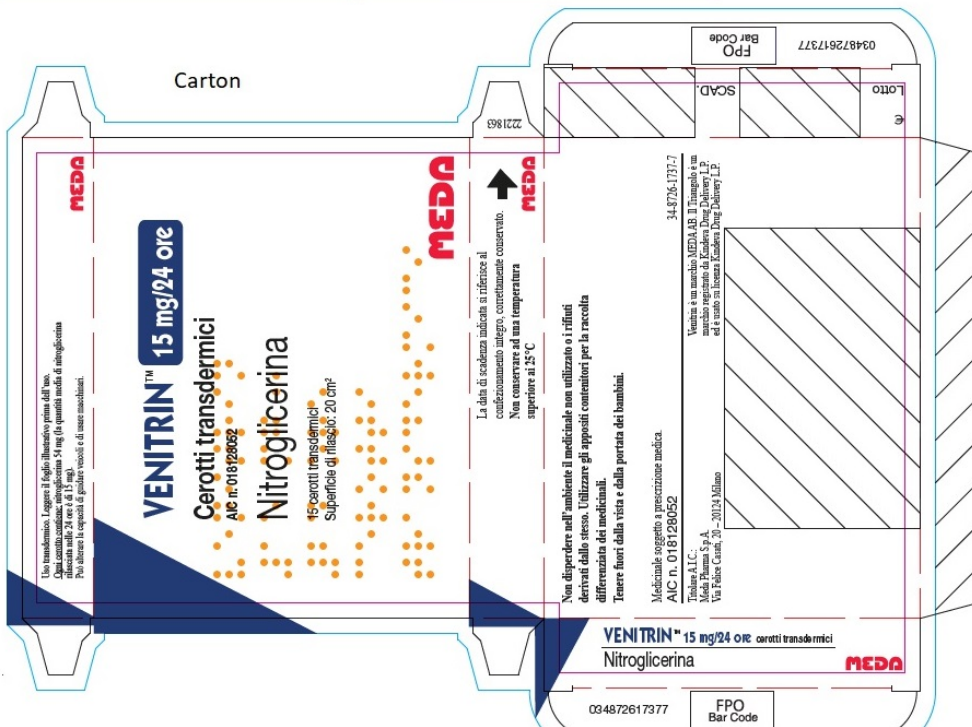 Carton
FPO
Bar Code
034872617377
Lotto
SCAD.
€
2221863
MEDA
Uso transdermico. Leggere il foglio illustrativo prima dell'uso.
Ogni cerotto contiene: nitroglicerina 54 mg (la quantità media di nitroglicerina
rilasciata nelle 24 ore è di 15 mg).
Può alterare la capacità di guidare veicoli e di usare macchinari.
VENITRIN™ 15 mg/24 ore
Cerotti transdermici
AIC n. 018128052
Nitroglicerina
15 cerotti transdermici
Superficie di rilascio: 20 cm²
MEDA
La data di scadenza indicata si riferisce al
confezionamento integro, correttamente conservato.
Non conservare ad una temperatura
superiore ai 25°C
MEDA
Non disperdere nell'ambiente il medicinale non utilizzato o i rifiuti
derivati dallo stesso. Utilizzare gli appositi contenitori per la raccolta
differenziata dei medicinali.
Tenere fuori dalla vista e dalla portata dei bambini.
Medicinale soggetto a prescrizione medica.
AIC n. 018128052
34-8726-1737-7
Titolare A.I.C.:
Meda Pharma S.p.A.
Via Felice Casati, 20 – 20124 Milano
Venitrin è un marchio MEDA AB. Il Triangolo è un
marchio registrato da Kindeva Drug Delivery L.P.
ed è usato su licenza Kindeva Drug Delivery L.P.
VENITRIN™ 15 mg/24 ore cerotti transdermici
Nitroglicerina
MEDA
034872617377
FPO
Bar Code